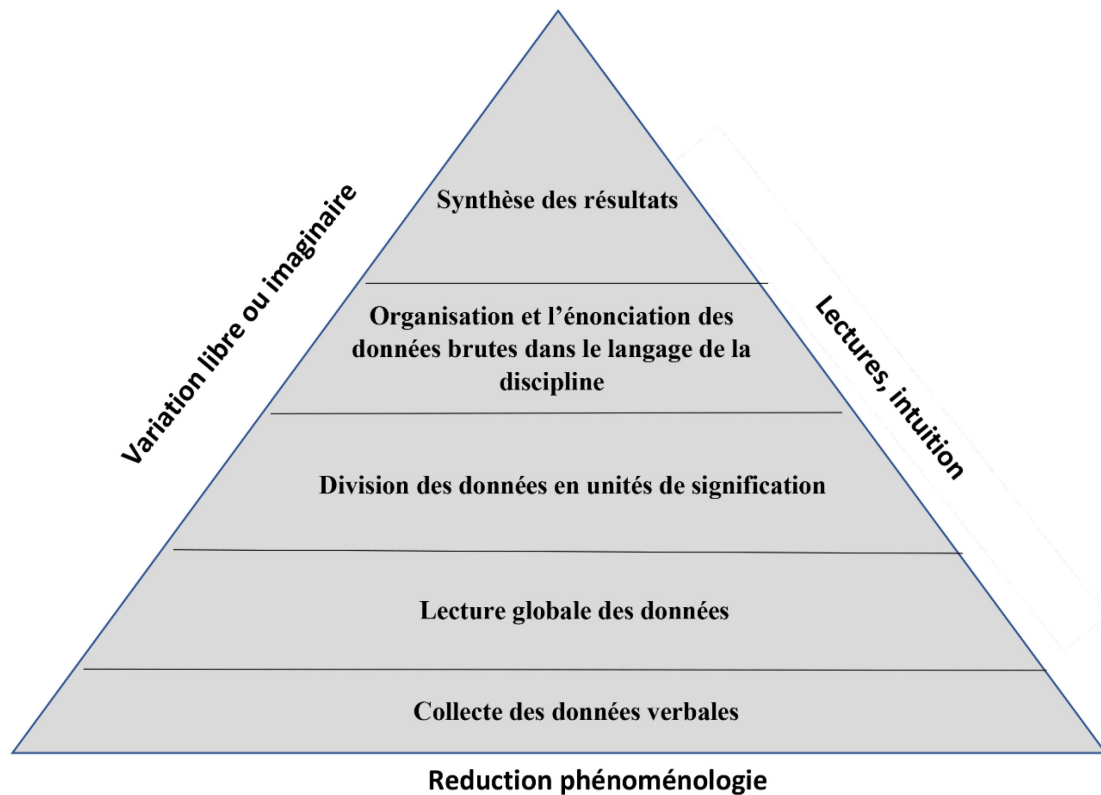 Synthèse des résultats
Variation libre ou imaginaire
Lectures, intuition
Organisation et l’énonciation des
données brutes dans le langage de la
discipline
Division des données en unités de signification
Lecture globale des données
Collecte des données verbales
Reduction phénoménologie